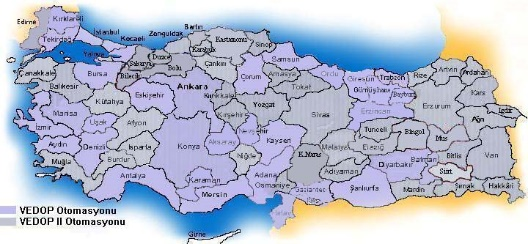 Edirne
Kırklareli
Tekirdağ
İstanbul
Kocaeli
Yalova
Zonguldak
Bartın
Karabük
Kastamonu
Sinop
Samsun
Ordu
Giresun
Trabzon
Rize
Artvin
Ardahan
Çanakkale
Bursa
Bilecik
Sakarya
Düzce
Bolu
Çankırı
Çorum
Amasya
Tokat
Gümüşhane
Bayburt
Erzurum
Kars
Iğdır
Balıkesir
Kütahya
Eskişehir
Ankara
Kırıkkale
Yozgat
Sivas
Erzincan
Ağrı
Manisa
Uşak
Afyon
Kırşehir
Nevşehir
Kayseri
Tunceli
Bingöl
Muş
İzmir
Aydın
Denizli
Isparta
Konya
Aksaray
Niğde
K.Maraş
Malatya
Elazığ
Diyarbakır
Batman
Bitlis
Van
Siirt
Muğla
Burdur
Antalya
Karaman
Mersin
Adana
Osmaniye
Gaziantep
Adıyaman
Şanlıurfa
Mardin
Şırnak
Hakkâri
Girne
VEDOP Otomasyonu
VEDOP II Otomasyonu